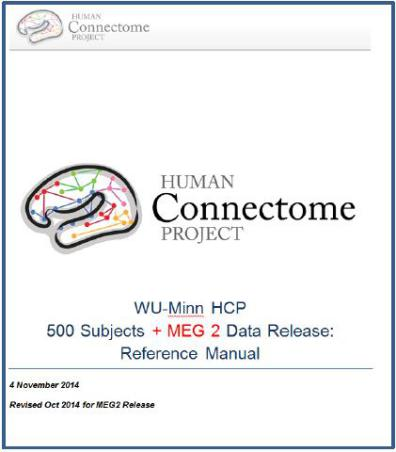 HUMAN
Connectome
PROJECT
HUMAN
Connectome
PROJECT
WU-Minn HCP
500 Subjects + MEG 2 Data Release:
Reference Manual
4 November 2014
Revised Oct 2014 for MEG2 Release